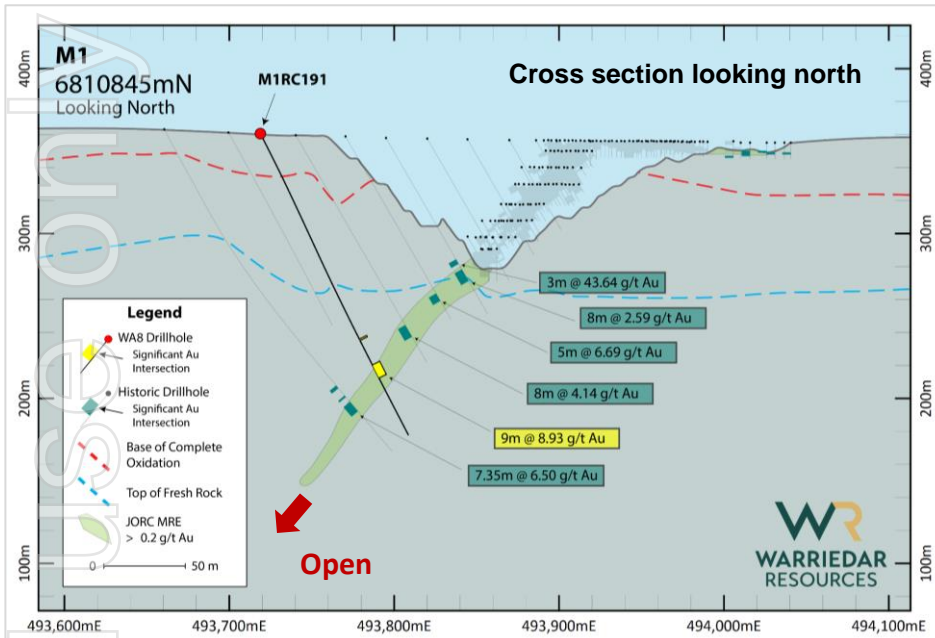 M1
6810845mN
Looking North
M1RC191
Cross section looking north
400m
300m
200m
100m
400m
300m
200m
100m
3m @ 43.64 g/t Au
8m @ 2.59 g/t Au
5m @ 6.69 g/t Au
8m @ 4.14 g/t Au
9m @ 8.93 g/t Au
7.35m @ 6.50 g/t Au
Legend
WA8 Drillhole
Significant Au
Intersection
Historic Drillhole
Significant Au
Intersection
Base of Complete
Oxidation
Top of Fresh Rock
JORC MRE
> 0.2 g/t Au
0 50 m
Open
WR
WARRIEDAR
RESOURCES
493,600mE 493,700mE 493,800mE 493,900mE 494,000mE 494,100mE
use only